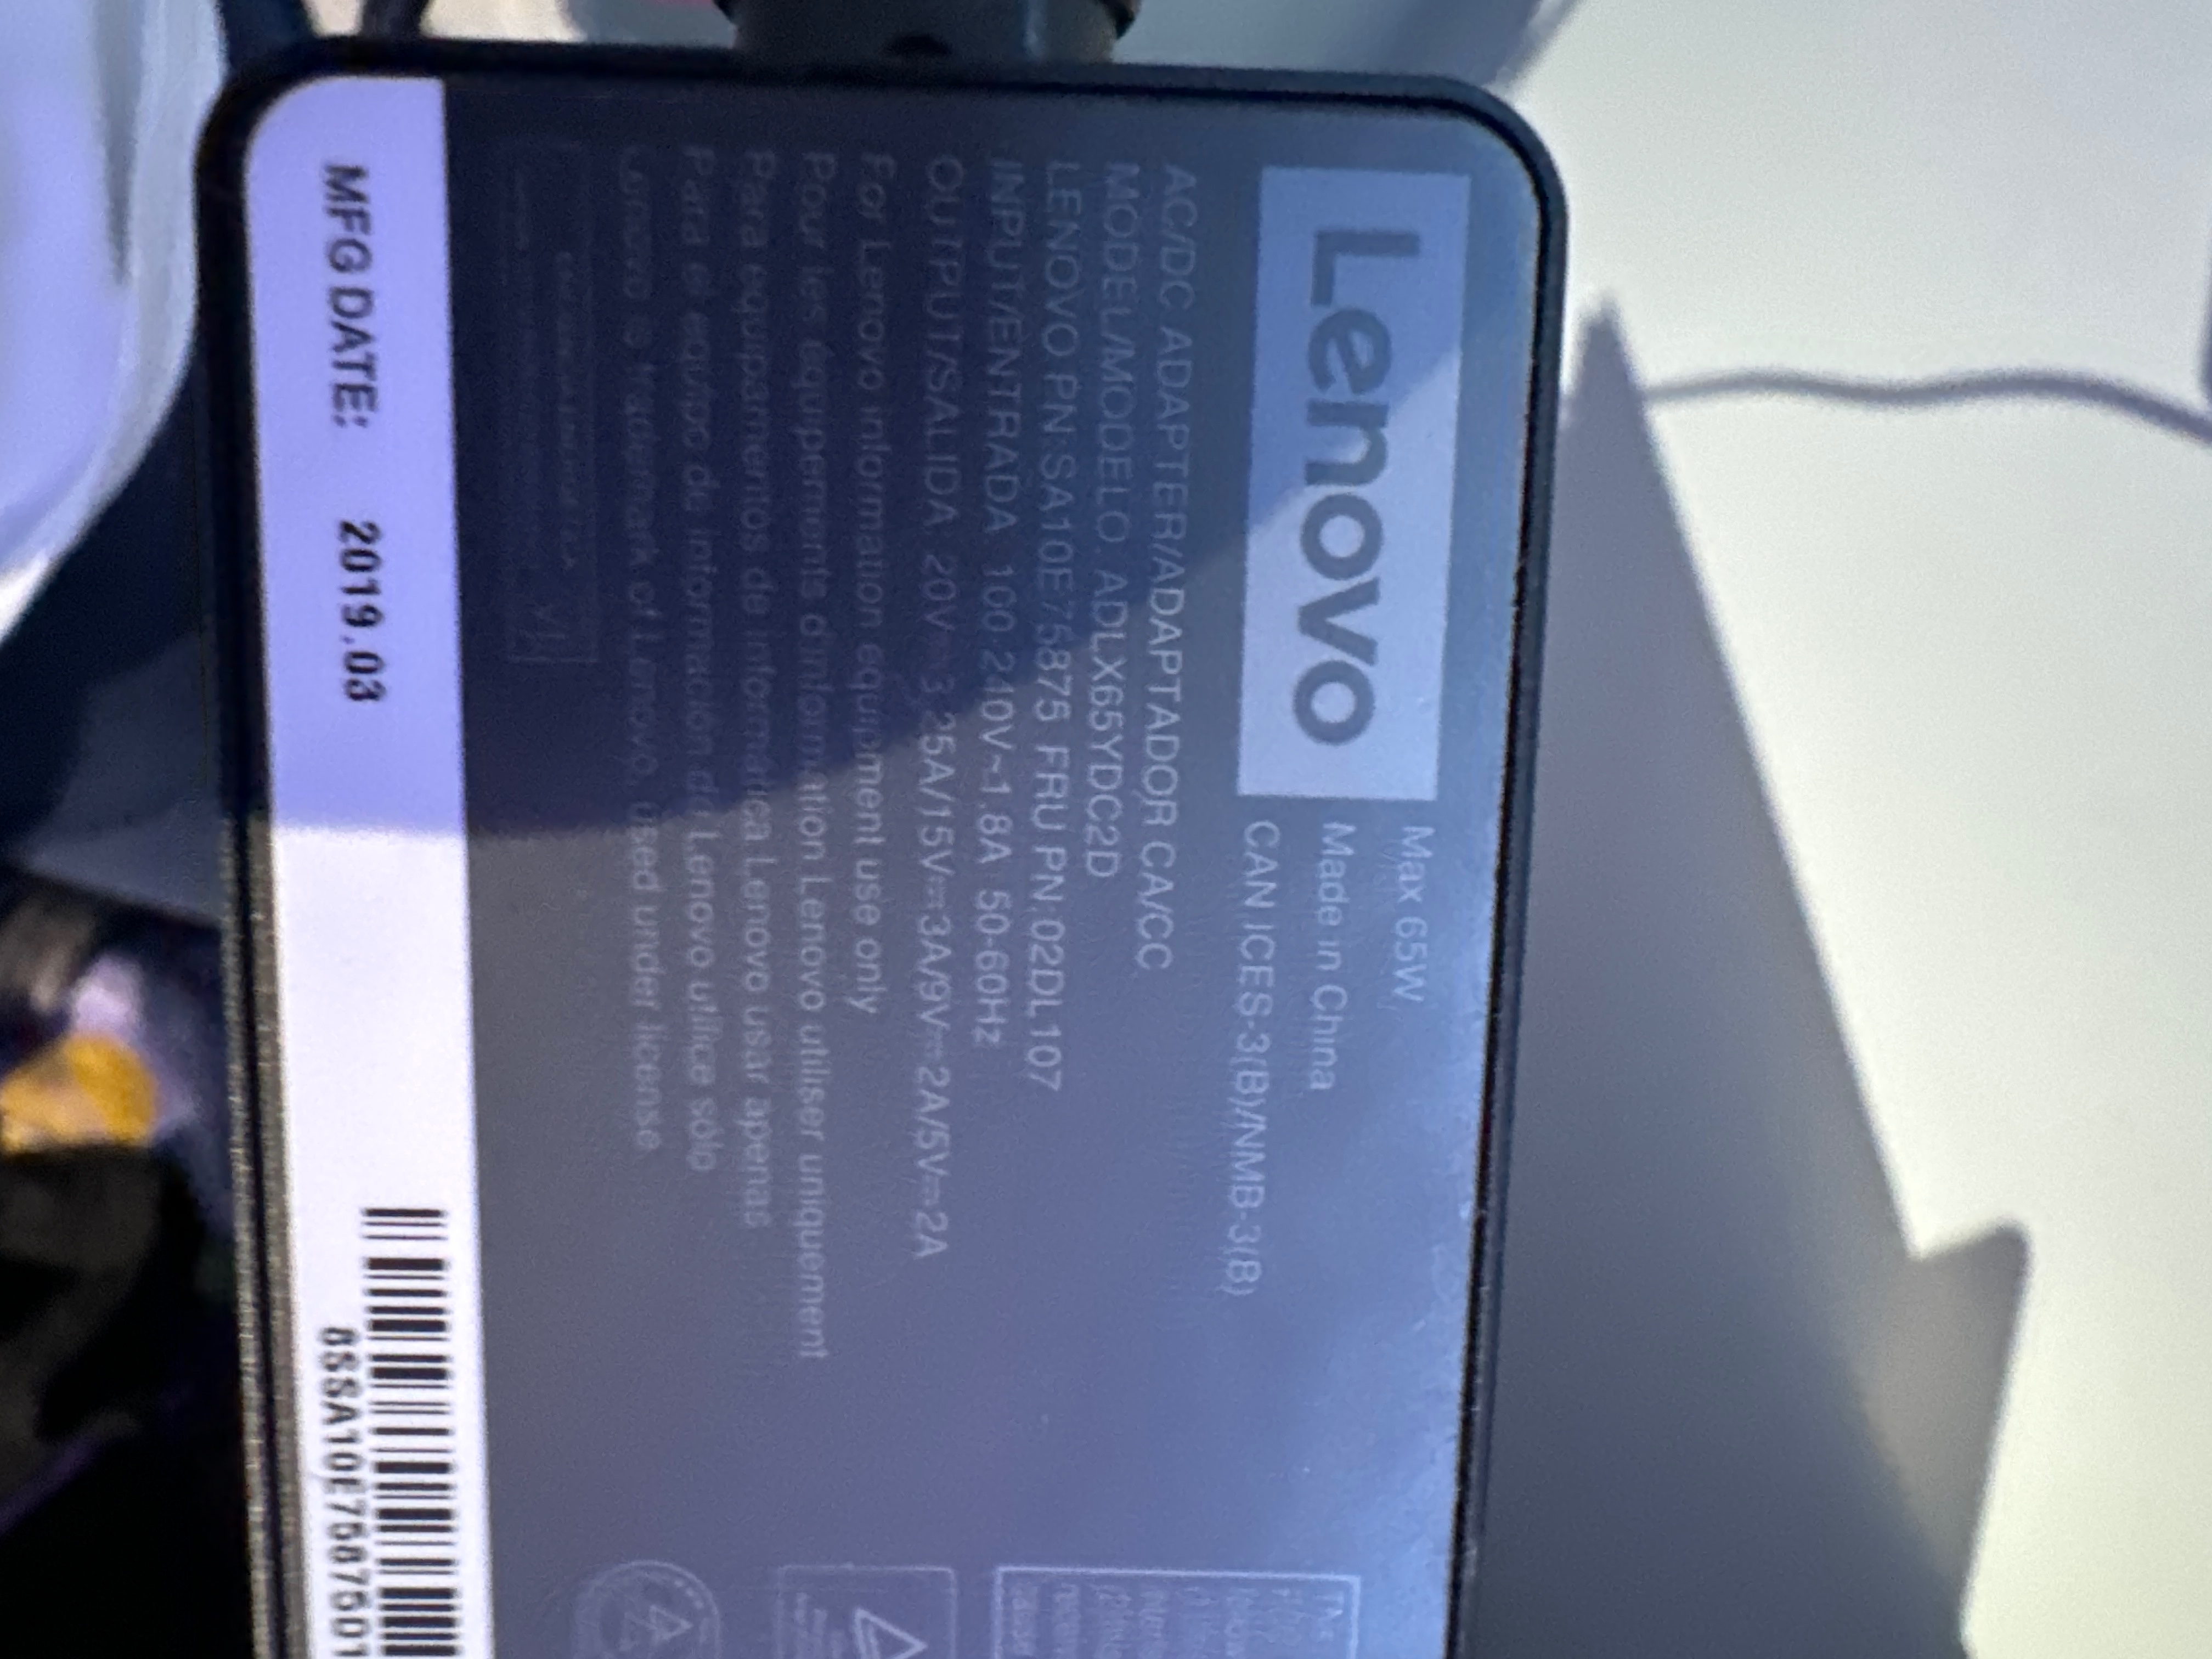 Lenovo
Max 65W
Made in China
CAN ICES-3(B)/NMB-3(B)
AC/DC ADAPTER/ADAPTADOR CA/CC
MODEL/MODELO: ADLX65YDC2D
LENOVO PN:SA10E75875 FRU PN:02DL107
INPUT/ENTRADA 100-240V~1.8A 50-60Hz
OUTPUT/SALIDA 20V⎓3.25A/15V⎓3A/9V⎓2A/5V⎓2A
For Lenovo information equipment use only
Pour les équipements d'information Lenovo utiliser uniquement
Para equipamentos de informática Lenovo usar apenas
Para el equipo de información de Lenovo utilice sólo
Lenovo is trademark of Lenovo, used under license
MFG DATE: 2019.03
8SSA10E7587501